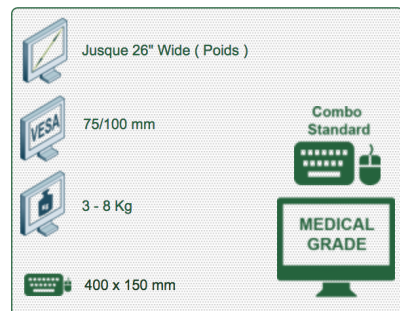 Jusque 26" Wide ( Poids )
VESA
75/100 mm
Combo
Standard
3 - 8 Kg
MEDICAL
GRADE
400 x 150 mm